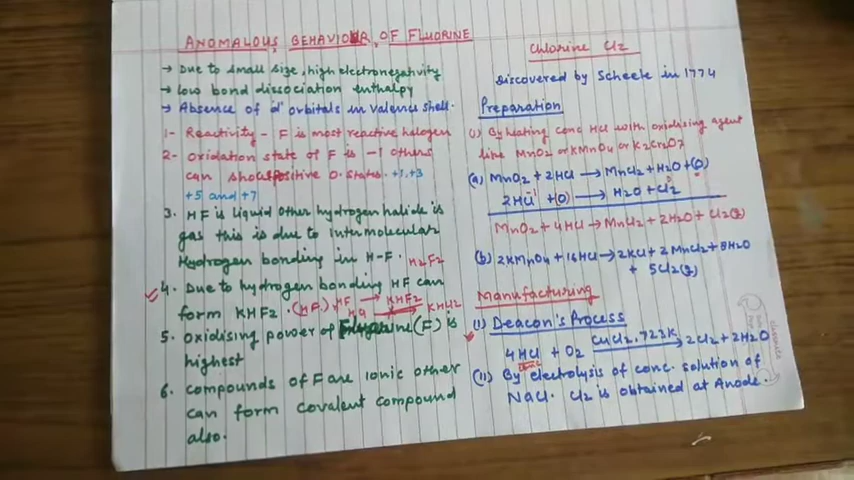 ANOMALOUS BEHAVIOUR OF FLUORINE
→ Due to small size, high electronegativity
→ Low bond dissociation enthalpy
→ Absence of d orbitals in valence shell.
1- Reactivity - F is most reactive halogen
2- Oxidation state of F is -1 others
can show positive O. states. +1, +3
+5 and +7
3. HF is liquid other hydrogen halide is
gas this is due to intermolecular
Hydrogen bonding in H-F. H2F2
4. Due to hydrogen bonding HF can
form KHF2. (HF). HF → KHF2
KHCl2
5. Oxidising power of (F) is
highest
6. Compounds of F are ionic other
can form covalent compound
also.
Chlorine Cl2
Discovered by Scheele in 1774
Preparation
(i) By heating conc HCl with oxidising agent
like MnO2 or KMnO4 or K2Cr2O7
(a) MnO2 + 2HCl → MnCl2 + H2O + (O)
2HCl + (O) → H2O + Cl2
MnO2 + 4HCl → MnCl2 + 2H2O + Cl2(g)
(b) 2KMnO4 + 16HCl → 2KCl + 2MnCl2 + 8H2O
+ 5Cl2(g)
Manufacturing
(i) Deacon's Process
4HCl + O2 CuCl2, 723K → 2Cl2 + 2H2O
(ii) By electrolysis of conc. solution of
NaCl. Cl2 is obtained at Anode.
classmate